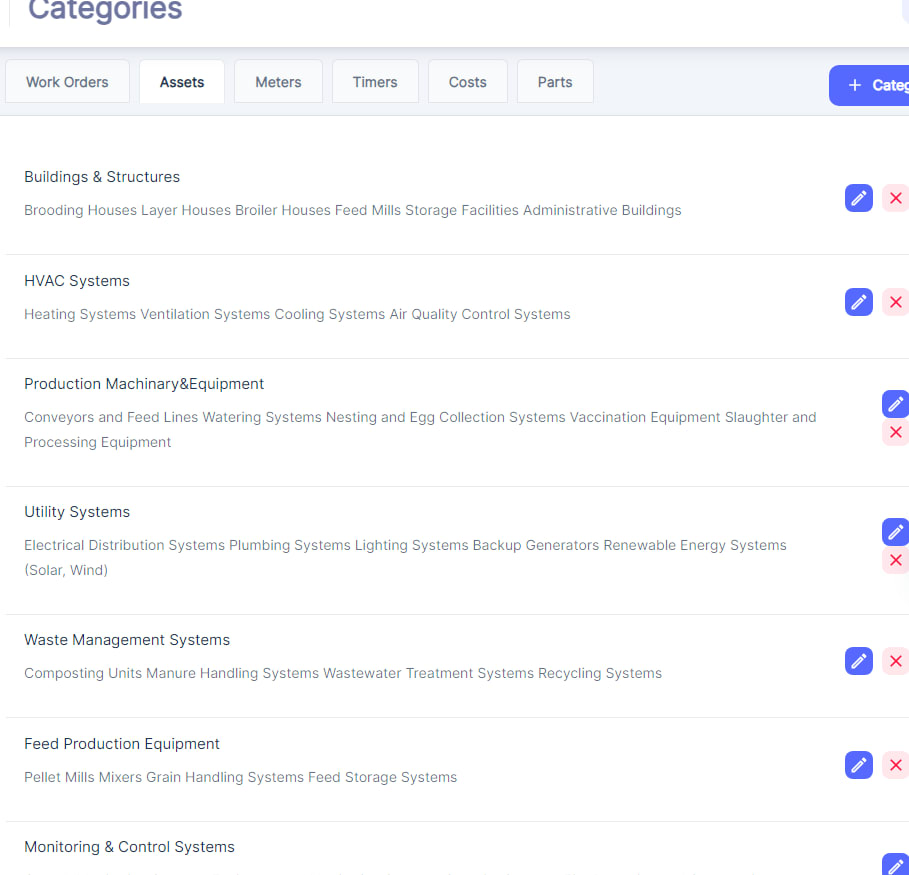 Categories
Work Orders Assets Meters Timers Costs Parts
+ Categ
Buildings & Structures
Brooding Houses Layer Houses Broiler Houses Feed Mills Storage Facilities Administrative Buildings
HVAC Systems
Heating Systems Ventilation Systems Cooling Systems Air Quality Control Systems
Production Machinary&Equipment
Conveyors and Feed Lines Watering Systems Nesting and Egg Collection Systems Vaccination Equipment Slaughter and
Processing Equipment
Utility Systems
Electrical Distribution Systems Plumbing Systems Lighting Systems Backup Generators Renewable Energy Systems
(Solar, Wind)
Waste Management Systems
Composting Units Manure Handling Systems Wastewater Treatment Systems Recycling Systems
Feed Production Equipment
Pellet Mills Mixers Grain Handling Systems Feed Storage Systems
Monitoring & Control Systems